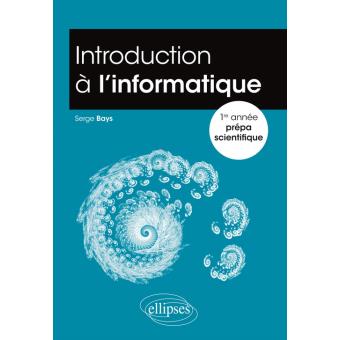 Introduction
à l'informatique
Serge Bays
1re année
prépa
scientifique
ellipses